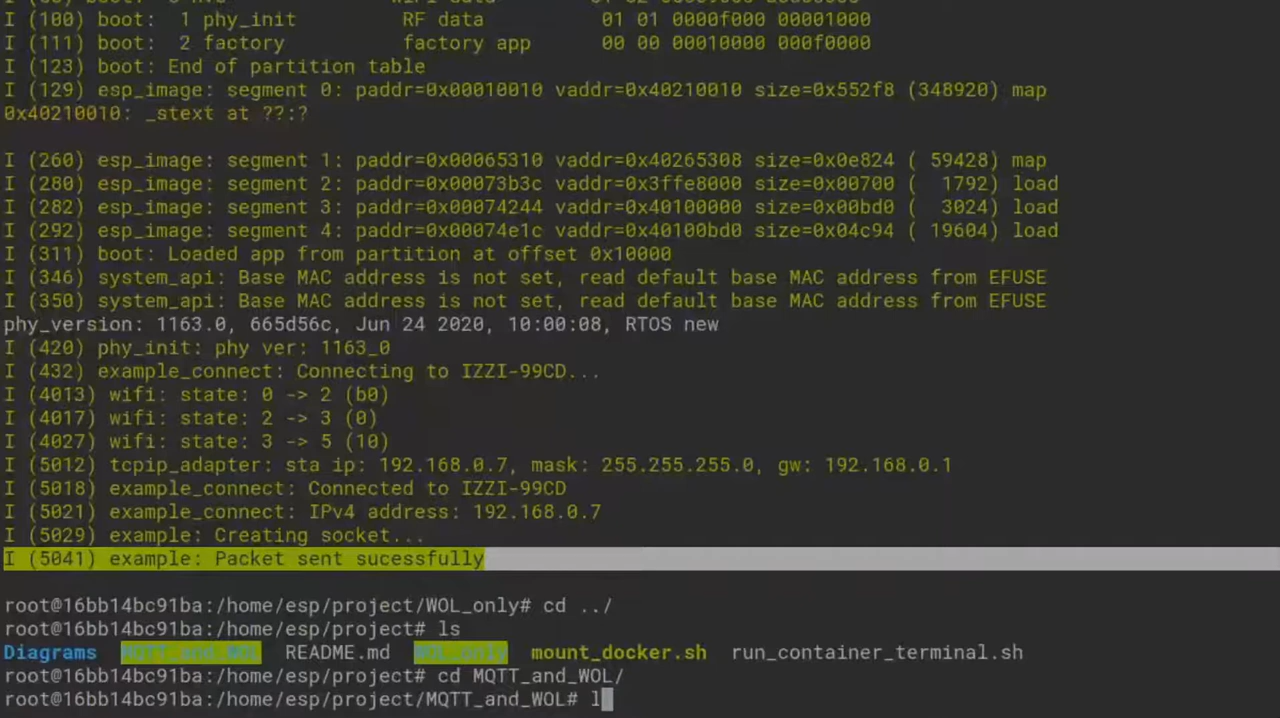 I (100) boot:  1 phy_init         RF data          01 01 0000f000 00001000
I (111) boot:  2 factory          factory app      00 00 00010000 000f0000
I (123) boot: End of partition table
I (129) esp_image: segment 0: paddr=0x00010010 vaddr=0x40210010 size=0x552f8 (348920) map
0x40210010: _stext at ??:?
I (260) esp_image: segment 1: paddr=0x00065310 vaddr=0x40265308 size=0x0e824 ( 59428) map
I (280) esp_image: segment 2: paddr=0x00073b3c vaddr=0x3ffe8000 size=0x00700 (  1792) load
I (282) esp_image: segment 3: paddr=0x00074244 vaddr=0x40100000 size=0x00bd0 (  3024) load
I (292) esp_image: segment 4: paddr=0x00074e1c vaddr=0x40100bd0 size=0x04c94 ( 19604) load
I (311) boot: Loaded app from partition at offset 0x10000
I (346) system_api: Base MAC address is not set, read default base MAC address from EFUSE
I (350) system_api: Base MAC address is not set, read default base MAC address from EFUSE
phy_version: 1163.0, 665d56c, Jun 24 2020, 10:00:08, RTOS new
I (420) phy_init: phy ver: 1163_0
I (432) example_connect: Connecting to IZZI-99CD...
I (4013) wifi: state: 0 -> 2 (b0)
I (4017) wifi: state: 2 -> 3 (0)
I (4027) wifi: state: 3 -> 5 (10)
I (5012) tcpip_adapter: sta ip: 192.168.0.7, mask: 255.255.255.0, gw: 192.168.0.1
I (5018) example_connect: Connected to IZZI-99CD
I (5021) example_connect: IPv4 address: 192.168.0.7
I (5029) example: Creating socket...
I (5041) example: Packet sent sucessfully
root@16bb14bc91ba:/home/esp/project/WOL_only# cd ../
root@16bb14bc91ba:/home/esp/project# ls
Diagrams  MQTT_and_WOL  README.md  WOL_only  mount_docker.sh  run_container_terminal.sh
root@16bb14bc91ba:/home/esp/project# cd MQTT_and_WOL/
root@16bb14bc91ba:/home/esp/project/MQTT_and_WOL# l